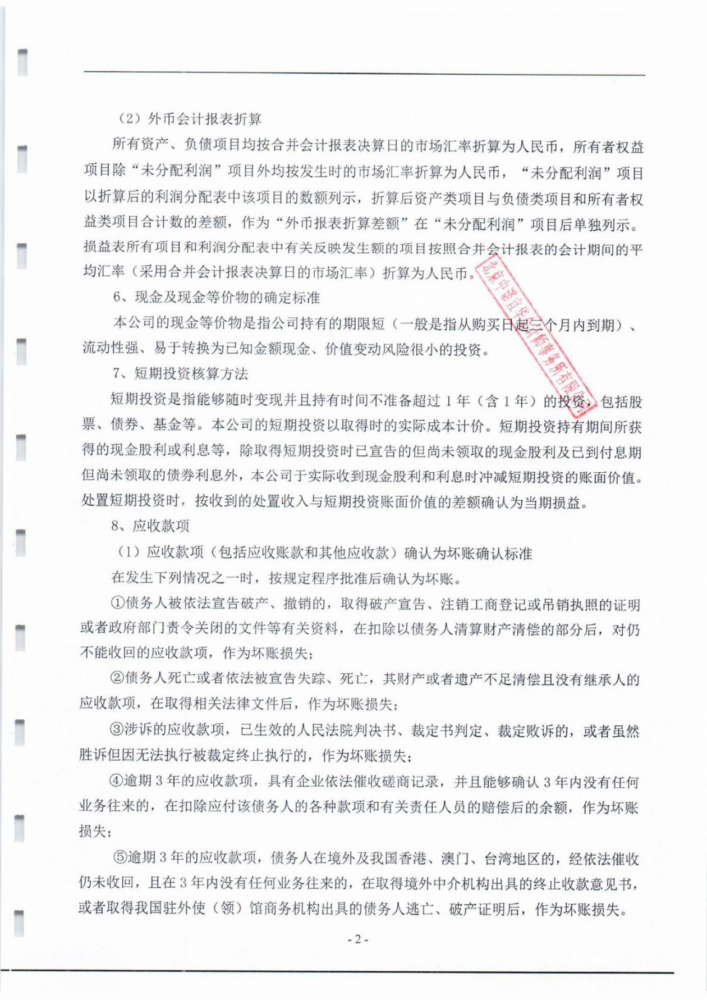 （2）外币会计报表折算
所有资产、负债项目均按合并会计报表决算日的市场汇率折算为人民币，所有者权益
项目除“未分配利润”项目外均按发生时的市场汇率折算为人民币，“未分配利润”项目
以折算后的利润分配表中该项目的数额列示，折算后资产类项目与负债类项目和所有者权
益类项目合计数的差额，作为“外币报表折算差额”在“未分配利润”项目后单独列示。
损益表所有项目和利润分配表中有关反映发生额的项目按照合并会计报表的会计期间的平
均汇率（采用合并会计报表决算日的市场汇率）折算为人民币。
6、现金及现金等价物的确定标准
本公司的现金等价物是指公司持有的期限短（一般是指从购买日起三个月内到期）、
流动性强、易于转换为已知金额现金、价值变动风险很小的投资。
7、短期投资核算方法
短期投资是指能够随时变现并且持有时间不准备超过 1 年（含 1 年）的投资，包括股
票、债券、基金等。本公司的短期投资以取得时的实际成本计价。短期投资持有期间所获
得的现金股利或利息等，除取得短期投资时已宣告的但尚未领取的现金股利及已到付息期
但尚未领取的债券利息外，本公司于实际收到现金股利和利息时冲减短期投资的账面价值。
处置短期投资时，按收到的处置收入与短期投资账面价值的差额确认为当期损益。
8、应收款项
（1）应收款项（包括应收账款和其他应收款）确认为坏账确认标准
在发生下列情况之一时，按规定程序批准后确认为坏账。
①债务人被依法宣告破产、撤销的，取得破产宣告、注销工商登记或吊销执照的证明
或者政府部门责令关闭的文件等有关资料，在扣除以债务人清算财产清偿的部分后，对仍
不能收回的应收款项，作为坏账损失；
②债务人死亡或者依法被宣告失踪、死亡，其财产或者遗产不足清偿且没有继承人的
应收款项，在取得相关法律文件后，作为坏账损失；
③涉诉的应收款项，已生效的人民法院判决书、裁定书判定、裁定败诉的，或者虽然
胜诉但因无法执行被裁定终止执行的，作为坏账损失；
④逾期 3 年的应收款项，具有企业依法催收磋商记录，并且能够确认 3 年内没有任何
业务往来的，在扣除应付该债务人的各种款项和有关责任人员的赔偿后的余额，作为坏账
损失；
⑤逾期 3 年的应收款项，债务人在境外及我国香港、澳门、台湾地区的，经依法催收
仍未收回，且在 3 年内没有任何业务往来的，在取得境外中介机构出具的终止收款意见书，
或者取得我国驻外使（领）馆商务机构出具的债务人逃亡、破产证明后，作为坏账损失。
- 2 -
北京中诺宜华会计师事务所有限公司